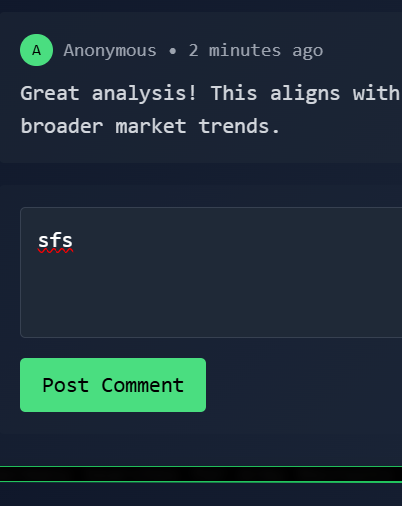 A Anonymous • 2 minutes ago
Great analysis! This aligns with
broader market trends.
sfs
Post Comment